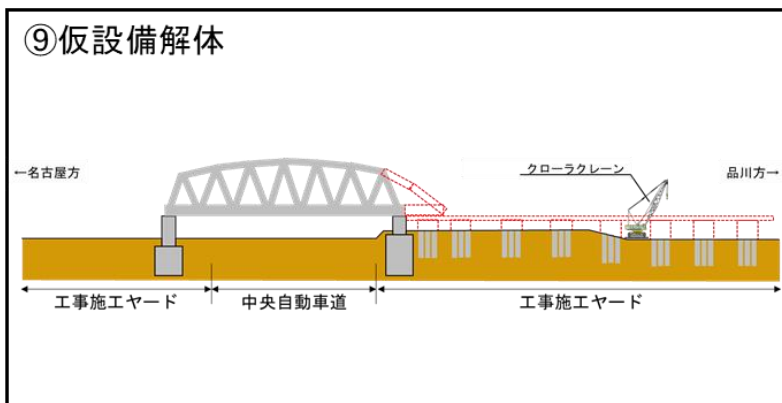 ⑨仮設備解体
←名古屋方
クローラクレーン
品川方→
工事施工ヤード
中央自動車道
工事施工ヤード